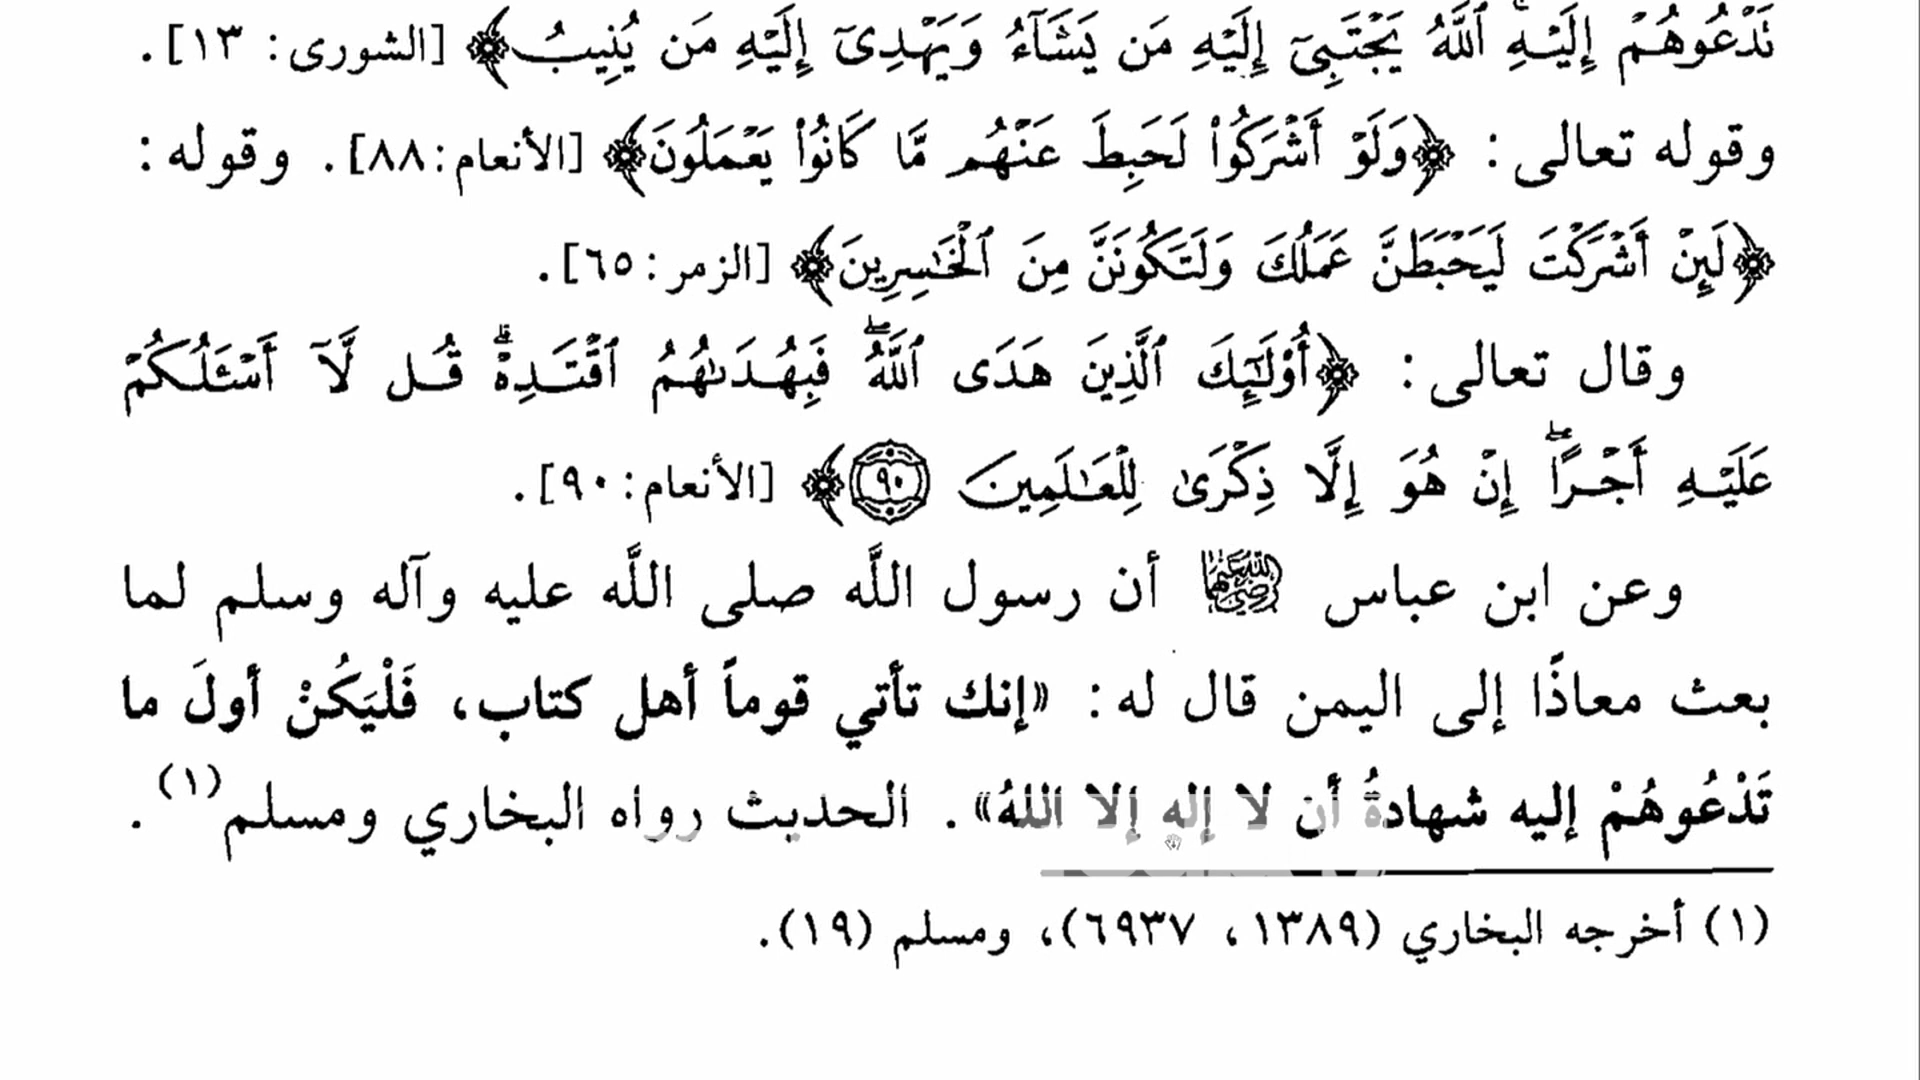 تَدْعُوهُمْ إِلَيْهِ ٱللَّهُ يَجْتَبِىٓ إِلَيْهِ مَن يَشَآءُ وَيَهْدِىٓ إِلَيْهِ مَن يُنِيبُ﴾ [الشورى: ١٣].
وقوله تعالى: ﴿وَلَوْ أَشْرَكُوا۟ لَحَبِطَ عَنْهُم مَّا كَانُوا۟ يَعْمَلُونَ﴾ [الأنعام:٨٨]. وقوله:
﴿لَئِنْ أَشْرَكْتَ لَيَحْبَطَنَّ عَمَلُكَ وَلَتَكُونَنَّ مِنَ ٱلْخَـٰسِرِينَ﴾ [الزمر:٦٥].
وقال تعالى: ﴿أُو۟لَـٰٓئِكَ ٱلَّذِينَ هَدَى ٱللَّهُ ۖ فَبِهُدَىٰهُمُ ٱقْتَدِهْ ۗ قُل لَّآ أَسْـَٔلُكُمْ
عَلَيْهِ أَجْرًا ۖ إِنْ هُوَ إِلَّا ذِكْرَىٰ لِلْعَـٰلَمِينَ ٩٠﴾ [الأنعام:٩٠].
وعن ابن عباس رضي الله عنهما أن رسول اللَّه صلى اللَّه عليه وآله وسلم لما
بعث معاذًا إلى اليمن قال له: «إنك تأتي قوماً أهل كتاب، فَلْيَكُنْ أولَ ما
تَدْعُوهُمْ إليه شهادةُ أن لا إله إلا اللهُ». الحديث رواه البخاري ومسلم(١).
(١) أخرجه البخاري (١٣٨٩، ٦٩٣٧)، ومسلم (١٩).